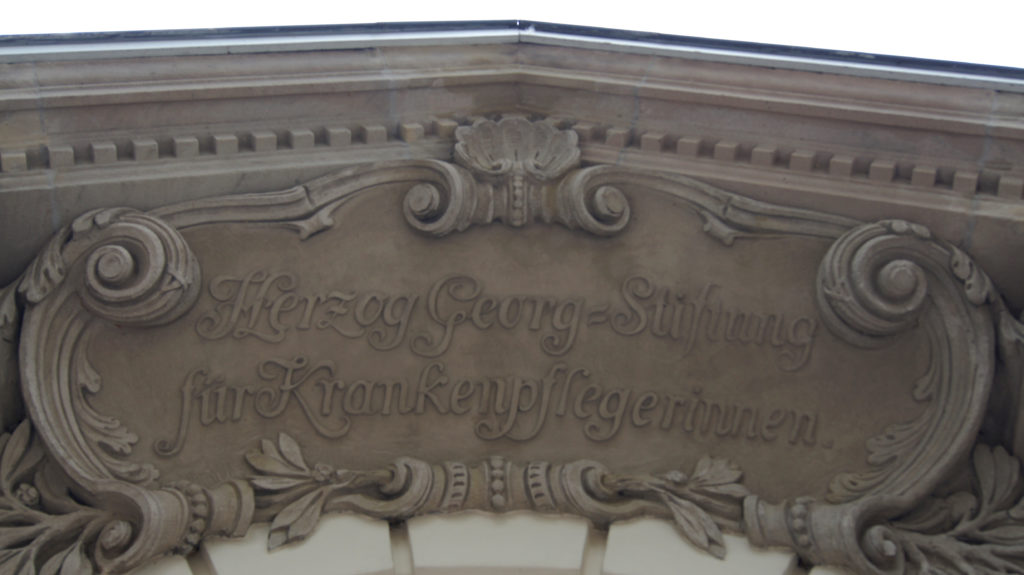 Herzog Georg-Stiftung
für Krankenpflegerinnen.